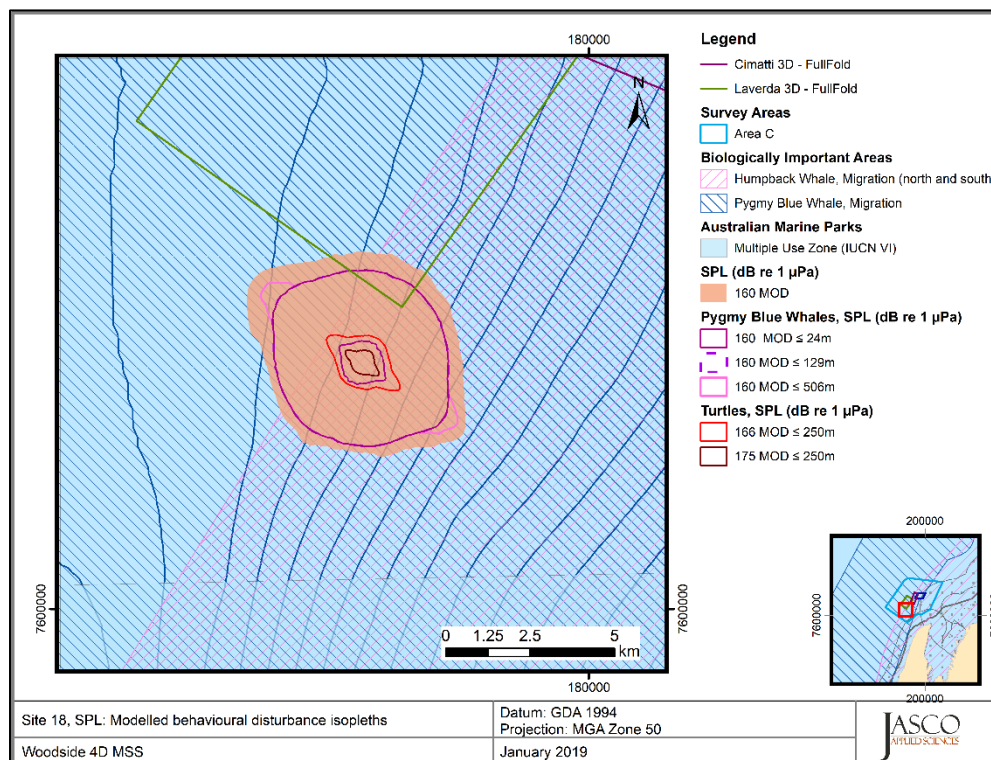 180000
N
7600000
7600000
0 1.25 2.5 5
km
180000
Legend
Cimatti 3D - FullFold
Laverda 3D - FullFold
Survey Areas
Area C
Biologically Important Areas
Humpback Whale, Migration (north and south)
Pygmy Blue Whale, Migration
Australian Marine Parks
Multiple Use Zone (IUCN VI)
SPL (dB re 1 µPa)
160 MOD
Pygmy Blue Whales, SPL (dB re 1 µPa)
160 MOD ≤ 24m
160 MOD ≤ 129m
160 MOD ≤ 506m
Turtles, SPL (dB re 1 µPa)
166 MOD ≤ 250m
175 MOD ≤ 250m
200000
7600000
200000
Site 18, SPL: Modelled behavioural disturbance isopleths
Datum: GDA 1994
Projection: MGA Zone 50
Woodside 4D MSS
January 2019
JASCO
APPLIED SCIENCES